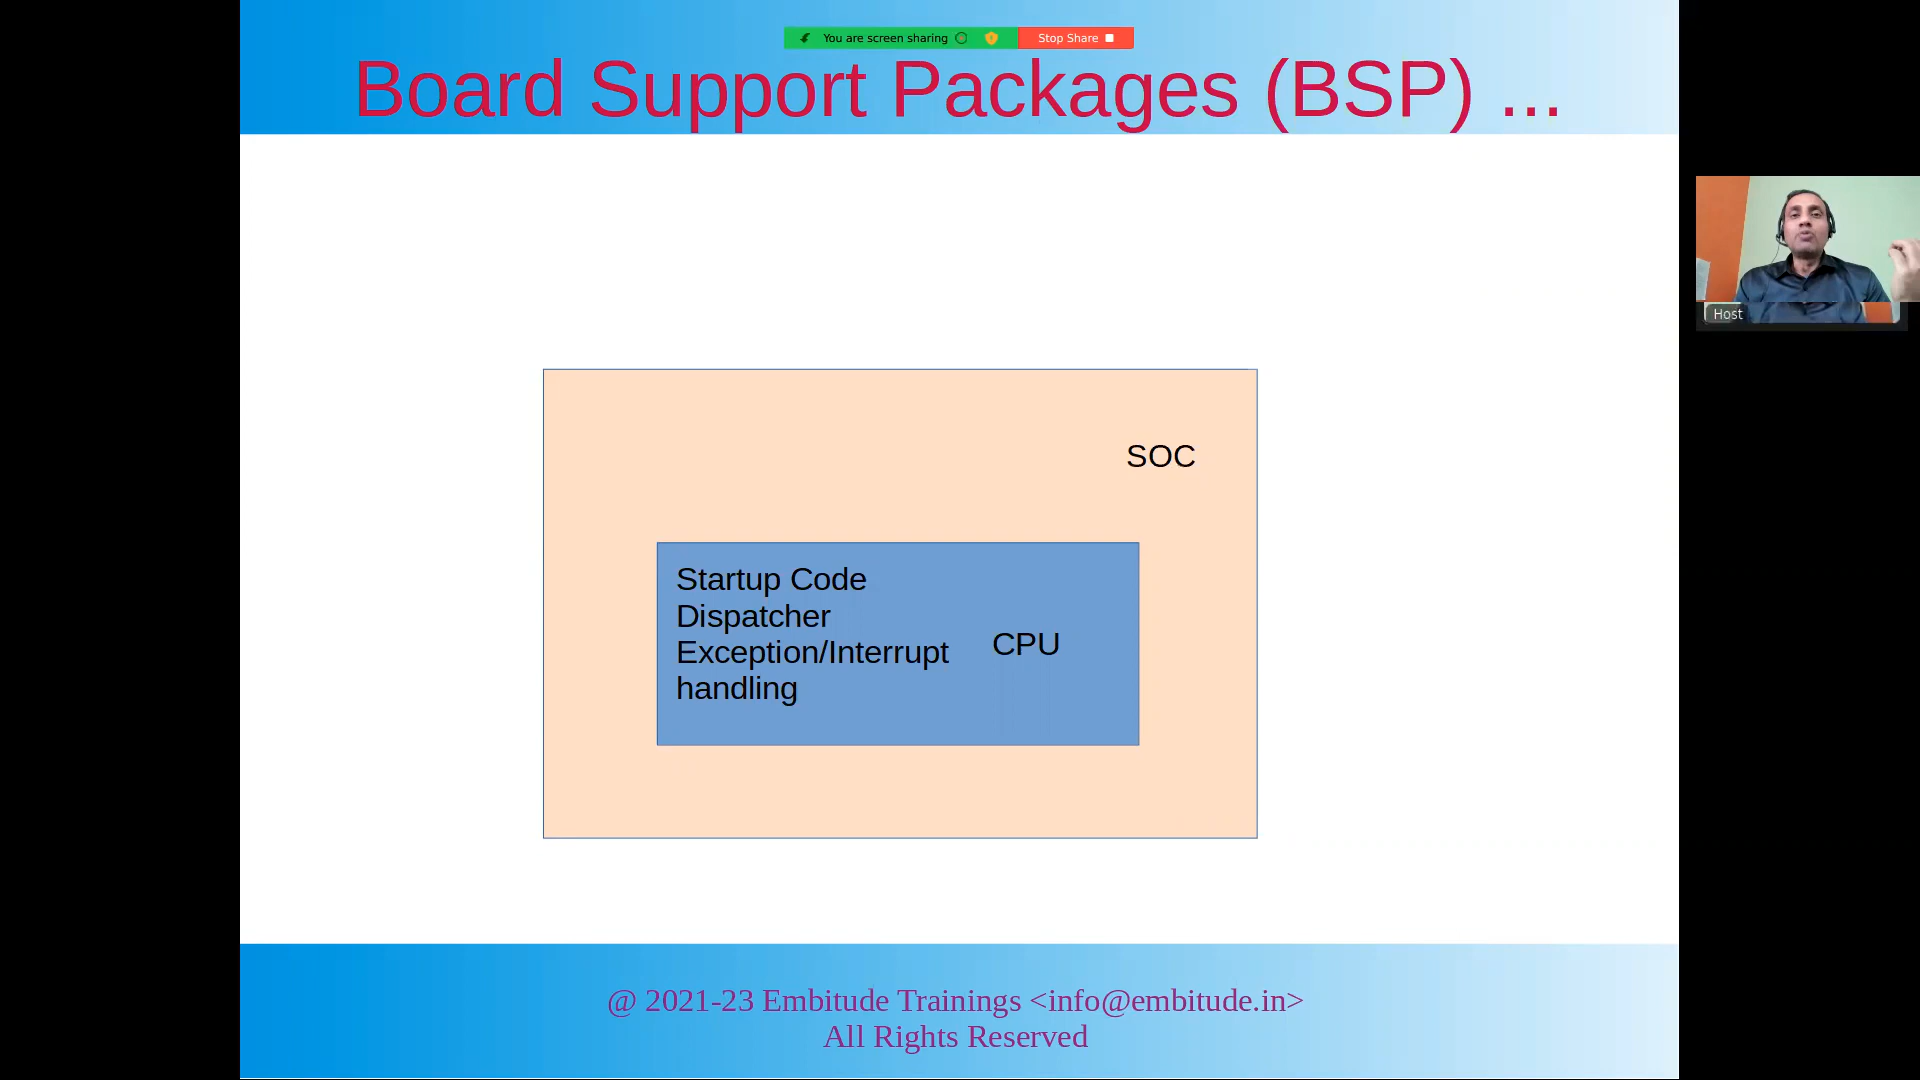 You are screen sharing
Stop Share
Board Support Packages (BSP) ...
Host
SOC
Startup Code
Dispatcher
Exception/Interrupt
handling
CPU
@ 2021-23 Embitude Trainings <info@embitude.in>
All Rights Reserved